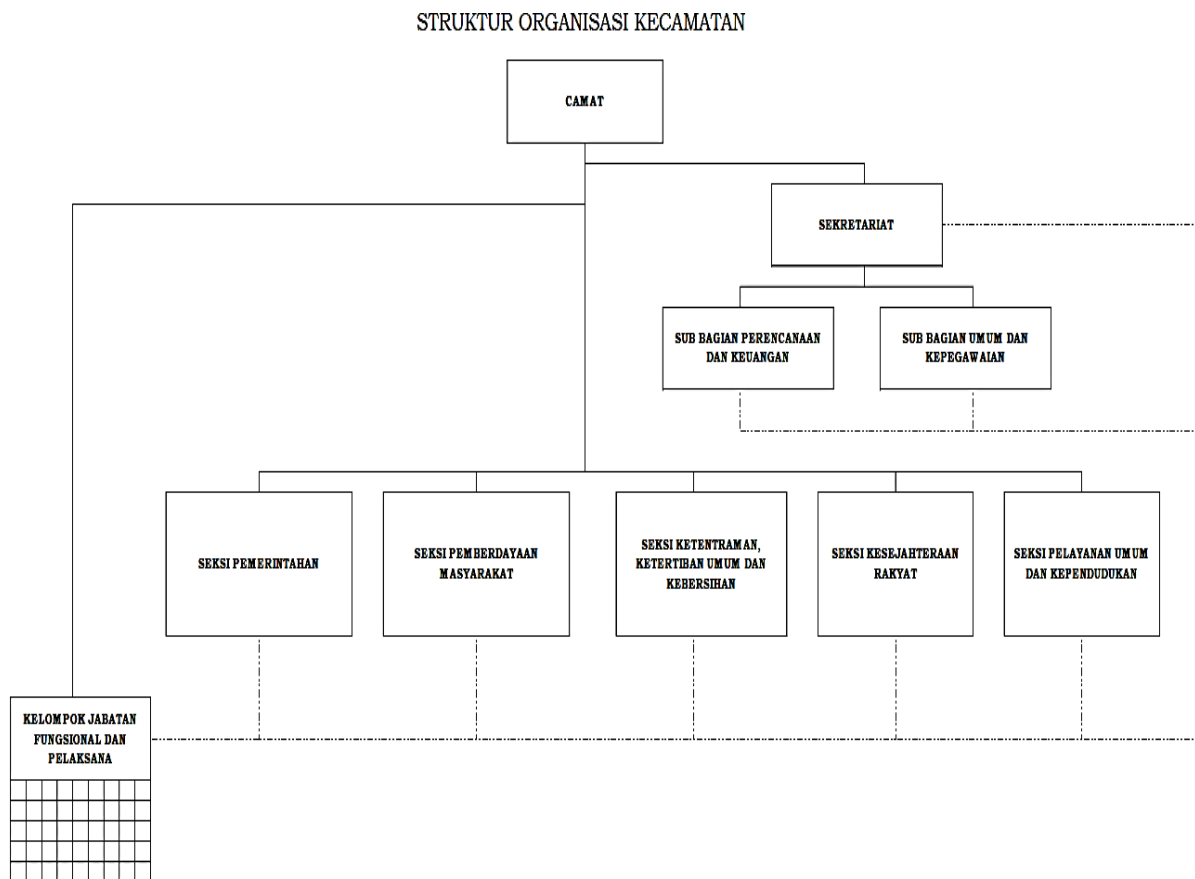 STRUKTUR ORGANISASI KECAMATAN
CAMAT
SEKRETARIAT
SUB BAGIAN PERENCANAAN
DAN KEUANGAN
SUB BAGIAN UMUM DAN
KEPEGAWAIAN
SEKSI PEMERINTAHAN
SEKSI PEMBERDAYAAN
MASYARAKAT
SEKSI KETENTRAMAN,
KETERTIBAN UMUM DAN
KEBERSIHAN
SEKSI KESEJAHTERAAN
RAKYAT
SEKSI PELAYANAN UMUM
DAN KEPENDUDUKAN
KELOMPOK JABATAN
FUNGSIONAL DAN
PELAKSANA